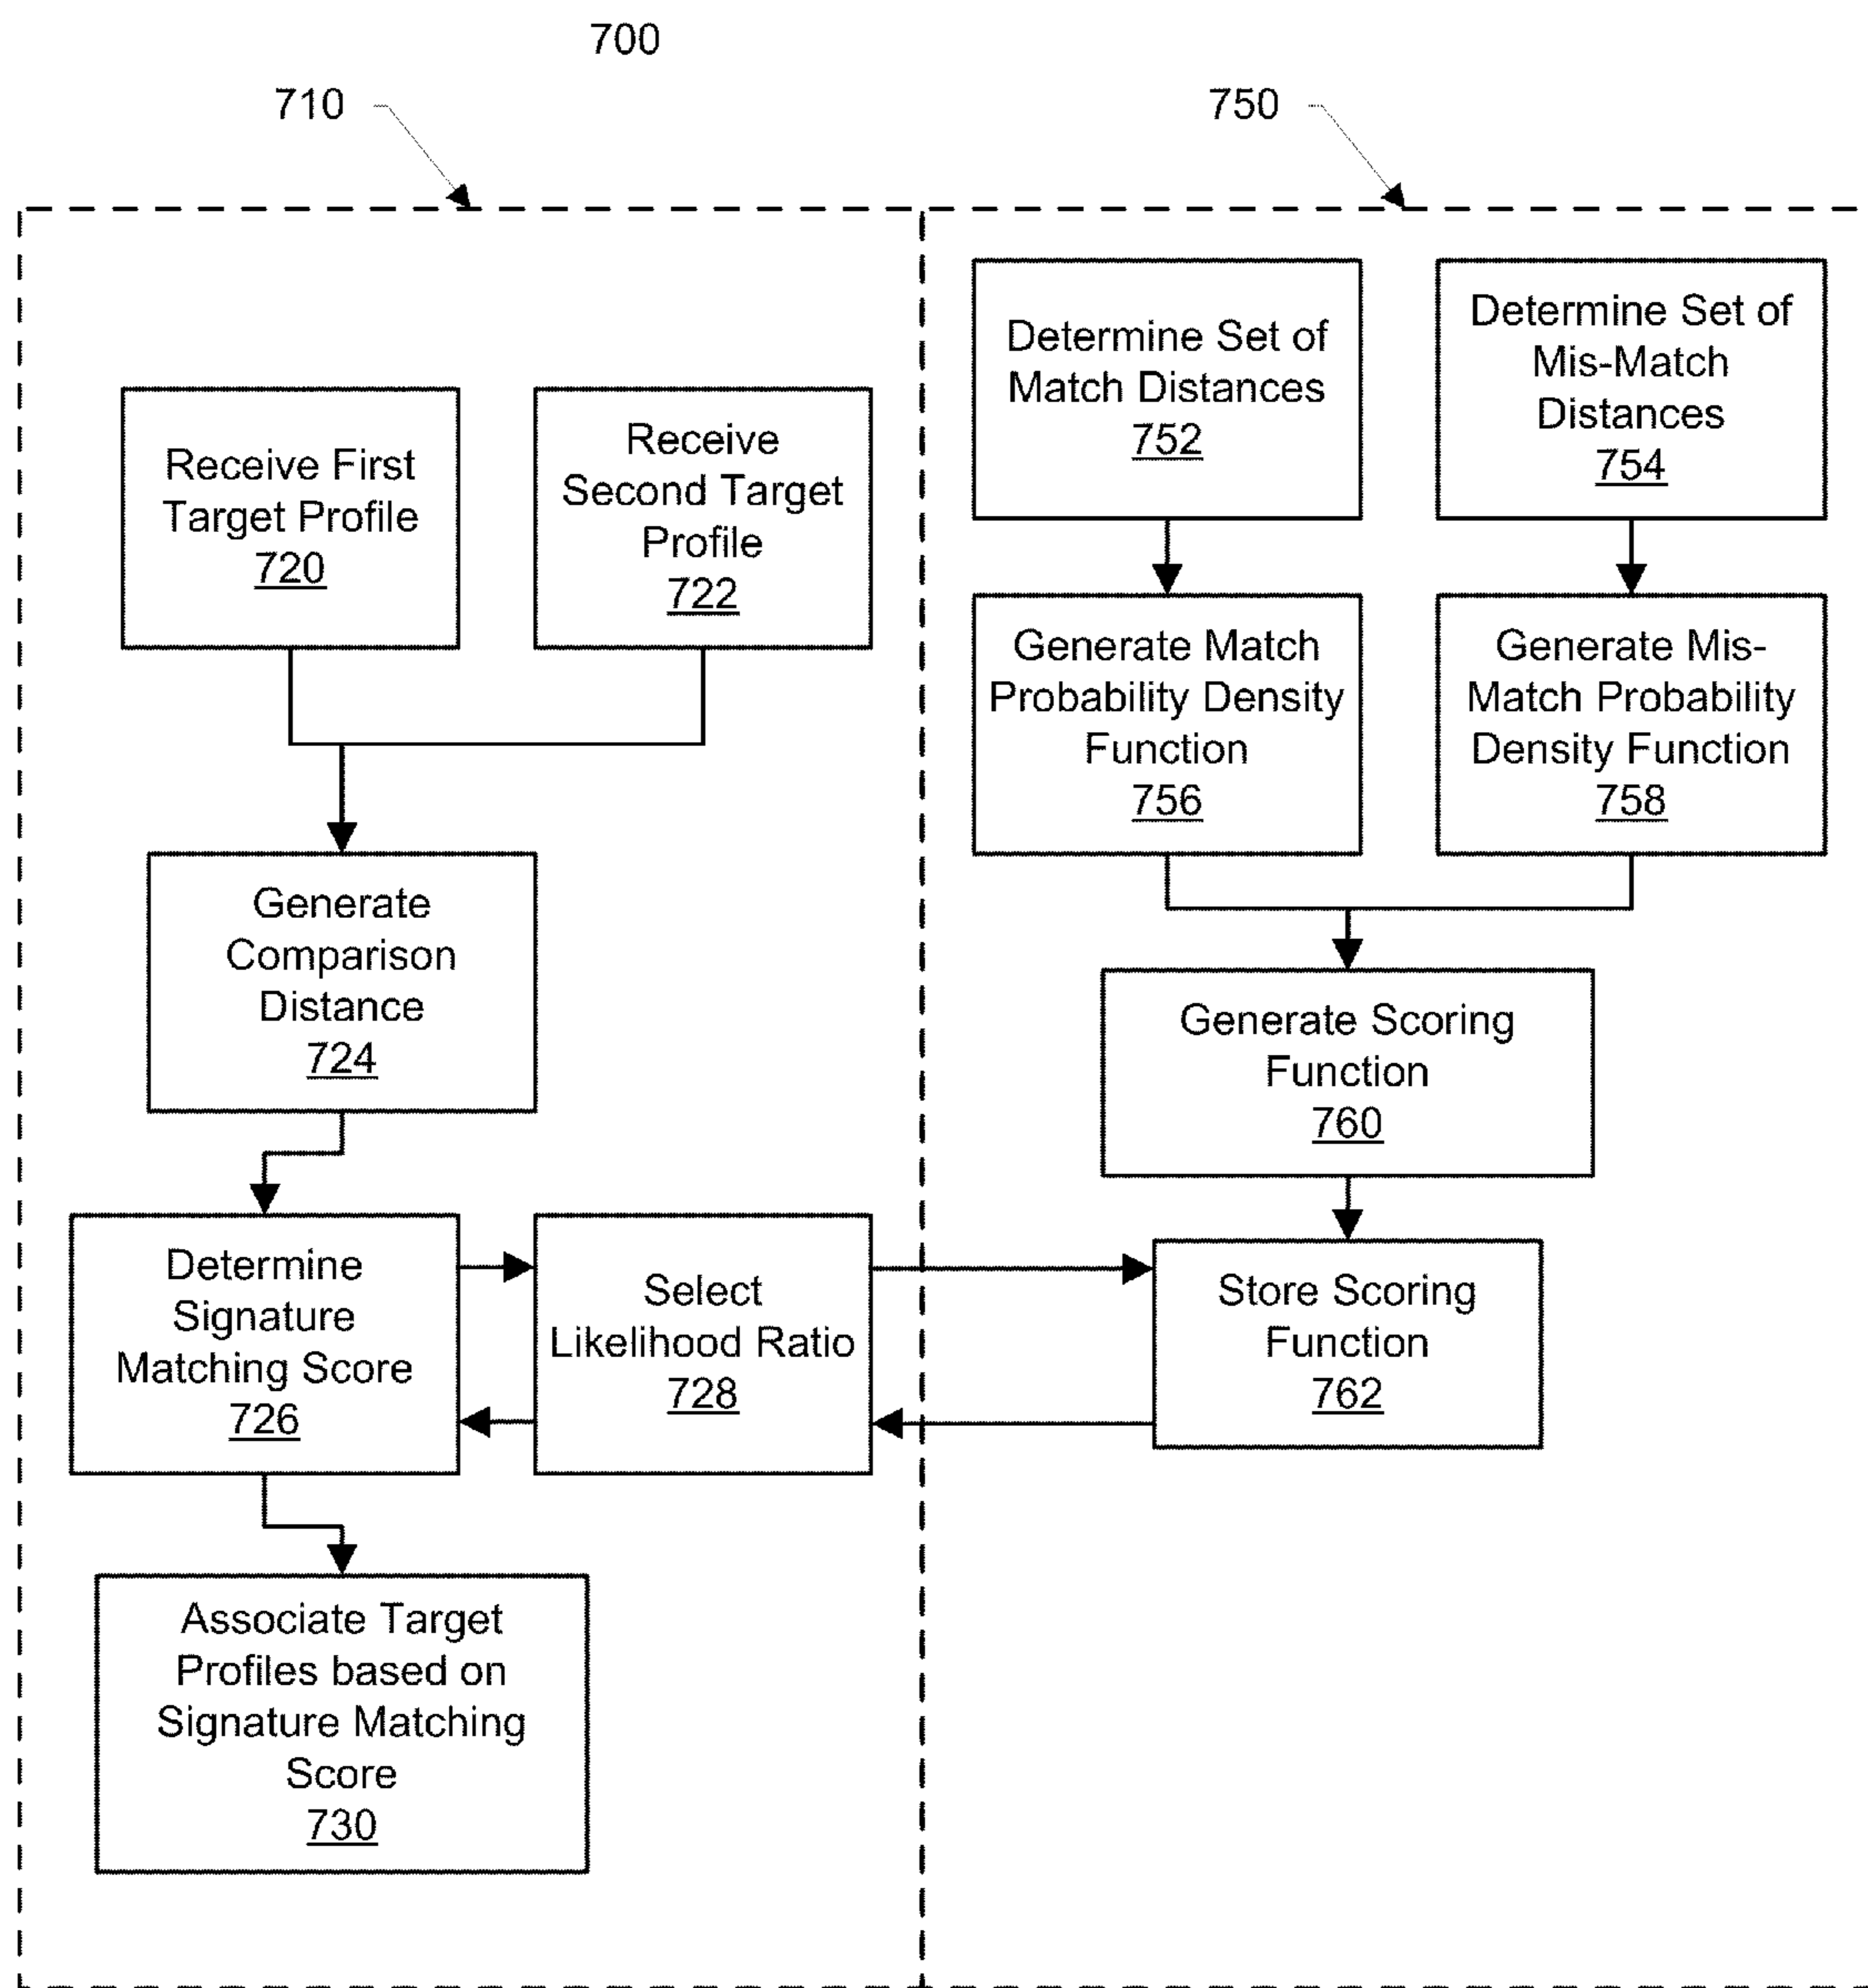 700
710
750
Receive First
Target Profile
720
Receive
Second Target
Profile
722
Generate
Comparison
Distance
724
Determine
Signature
Matching Score
726
Select
Likelihood Ratio
728
Associate Target
Profiles based on
Signature Matching
Score
730
Determine Set of
Match Distances
752
Determine Set of
Mis-Match
Distances
754
Generate Match
Probability Density
Function
756
Generate Mis-
Match Probability
Density Function
758
Generate Scoring
Function
760
Store Scoring
Function
762